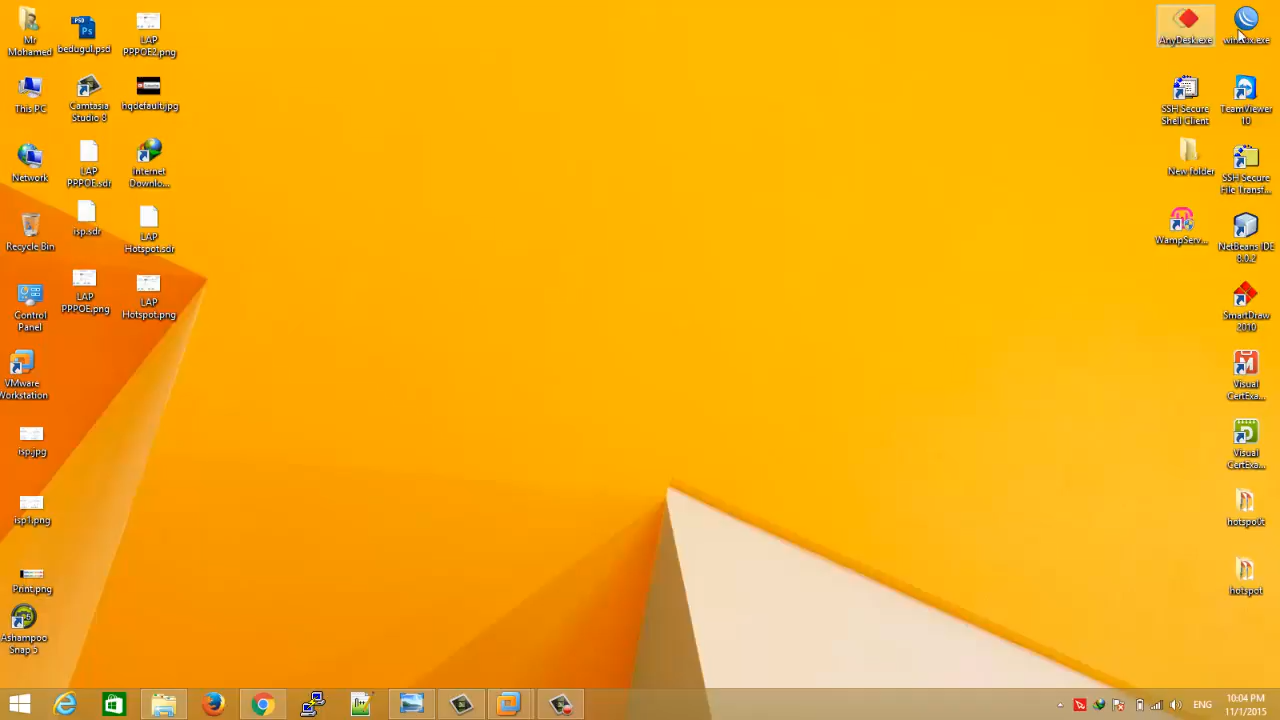 Mr
Mohamed
bedugul.psd
LAP
PPPOE2.png
This PC
Camtasia
Studio 8
hqdefault.jpg
Network
LAP
PPPOE.sdr
Internet
Downlo...
Recycle Bin
isp.sdr
LAP
Hotspot.sdr
Control
Panel
LAP
PPPOE.png
LAP
Hotspot.png
VMware
Workstation
isp.jpg
isp1.png
Print.png
Ashampoo
Snap 5
AnyDesk.exe
winbox.exe
SSH Secure
Shell Client
TeamViewer
10
New folder
SSH Secure
File Transf...
WampServ...
NetBeans IDE
8.0.2
SmartDraw
2010
Visual
CertExa...
Visual
CertExa...
hotspot
ENG
10:04 PM
11/1/2015